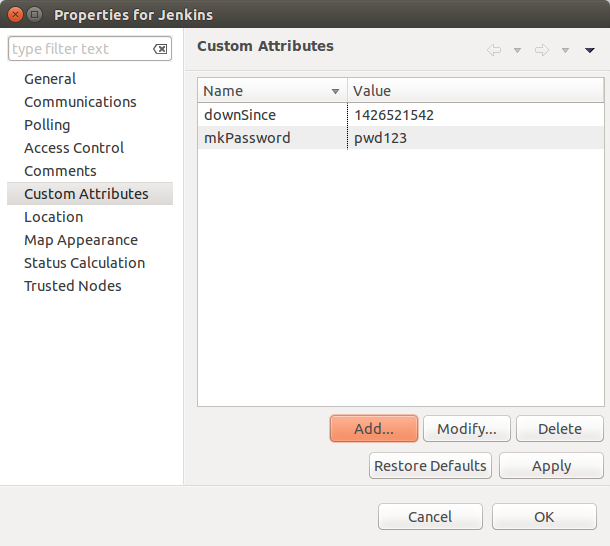 Properties for Jenkins
type filter text
General
Communications
Polling
Access Control
Comments
Custom Attributes
Location
Map Appearance
Status Calculation
Trusted Nodes
Custom Attributes
Name Value
downSince 1426521542
mkPassword pwd123
Add... Modify... Delete
Restore Defaults Apply
Cancel OK